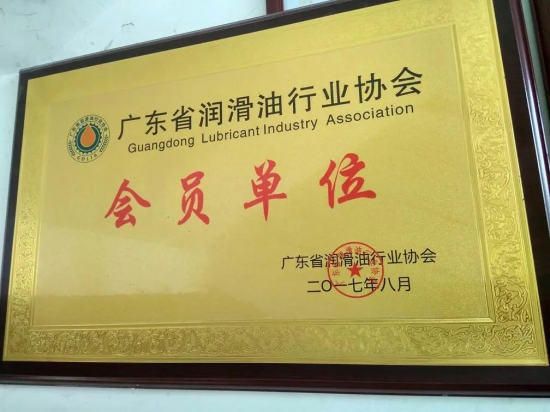 广东省润滑油行业协会
Guangdong Lubricant Industry Association
会员单位
广东省润滑油行业协会
二〇一七年八月